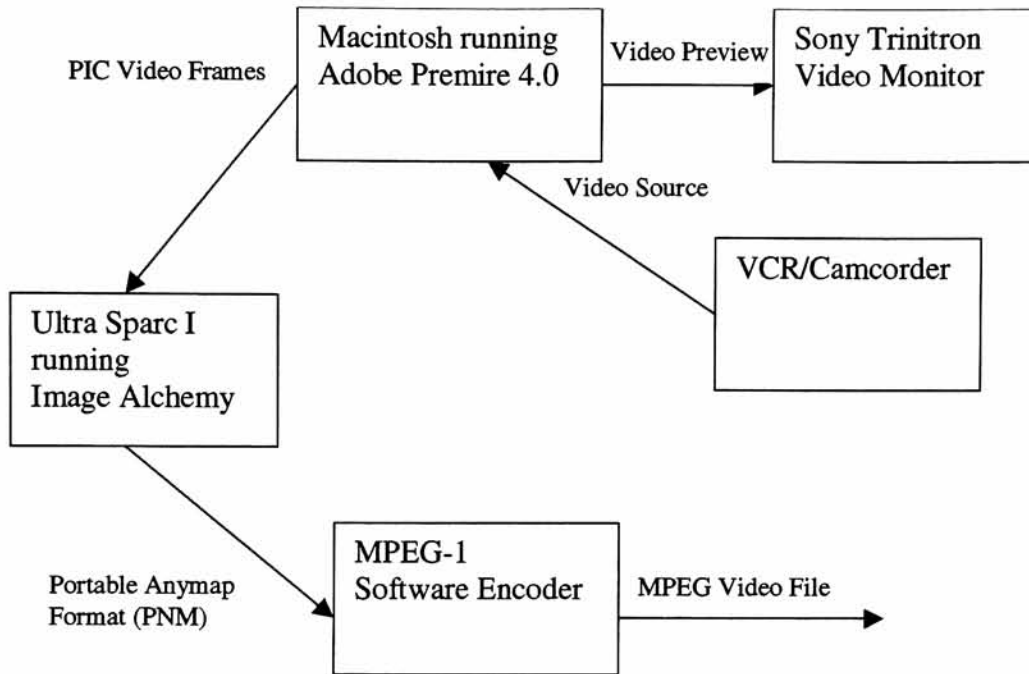 Macintosh running
Adobe Premire 4.0
Video Preview
Sony Trinitron
Video Monitor
PIC Video Frames
Video Source
VCR/Camcorder
Ultra Sparc I
running
Image Alchemy
MPEG-1
Software Encoder
Portable Anymap
Format (PNM)
MPEG Video File